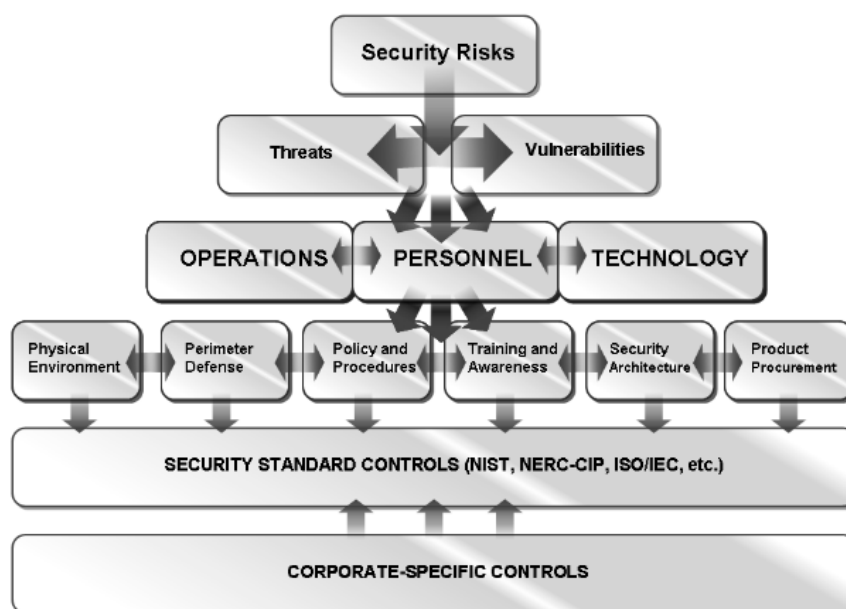 Security Risks
Threats
Vulnerabilities
OPERATIONS
PERSONNEL
TECHNOLOGY
Physical
Environment
Perimeter
Defense
Policy and
Procedures
Training and
Awareness
Security
Architecture
Product
Procurement
SECURITY STANDARD CONTROLS (NIST, NERC-CIP, ISO/IEC, etc.)
CORPORATE-SPECIFIC CONTROLS